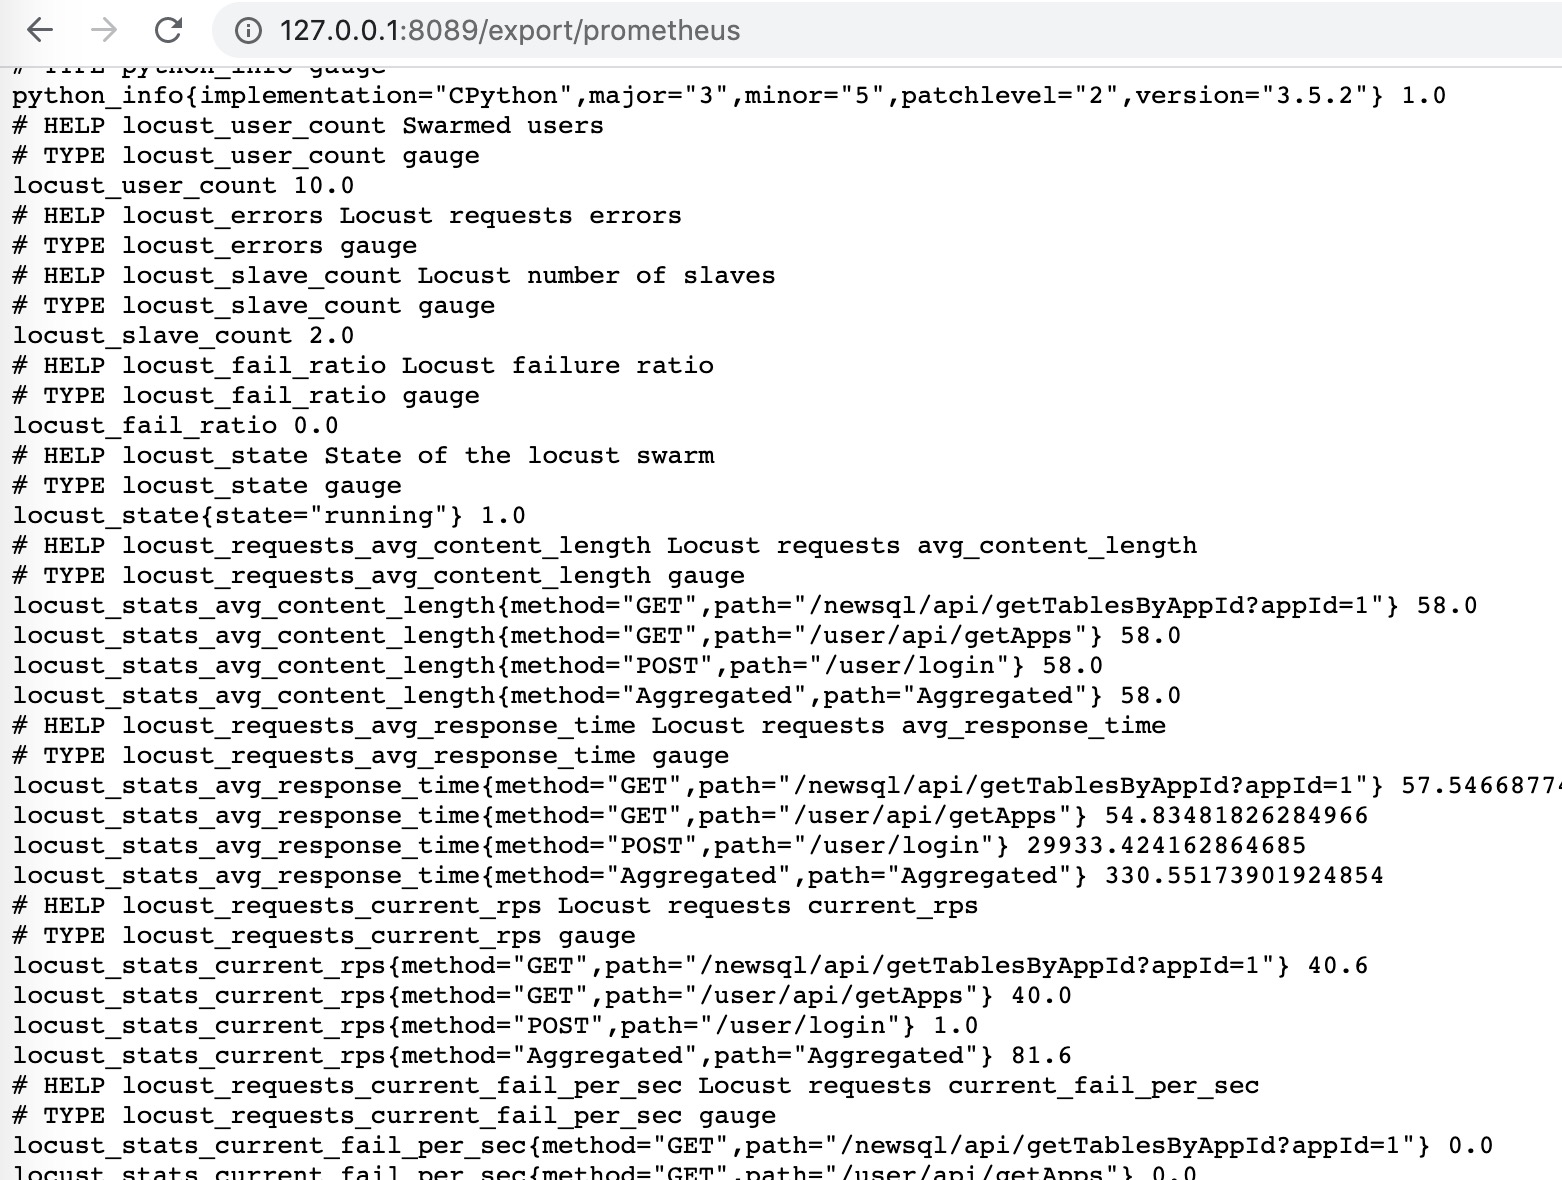 127.0.0.1:8089/export/prometheus
# TYPE python_info gauge
python_info{implementation="CPython",major="3",minor="5",patchlevel="2",version="3.5.2"} 1.0
# HELP locust_user_count Swarmed users
# TYPE locust_user_count gauge
locust_user_count 10.0
# HELP locust_errors Locust requests errors
# TYPE locust_errors gauge
# HELP locust_slave_count Locust number of slaves
# TYPE locust_slave_count gauge
locust_slave_count 2.0
# HELP locust_fail_ratio Locust failure ratio
# TYPE locust_fail_ratio gauge
locust_fail_ratio 0.0
# HELP locust_state State of the locust swarm
# TYPE locust_state gauge
locust_state{state="running"} 1.0
# HELP locust_requests_avg_content_length Locust requests avg_content_length
# TYPE locust_requests_avg_content_length gauge
locust_stats_avg_content_length{method="GET",path="/newsql/api/getTablesByAppId?appId=1"} 58.0
locust_stats_avg_content_length{method="GET",path="/user/api/getApps"} 58.0
locust_stats_avg_content_length{method="POST",path="/user/login"} 58.0
locust_stats_avg_content_length{method="Aggregated",path="Aggregated"} 58.0
# HELP locust_requests_avg_response_time Locust requests avg_response_time
# TYPE locust_requests_avg_response_time gauge
locust_stats_avg_response_time{method="GET",path="/newsql/api/getTablesByAppId?appId=1"} 57.54668774
locust_stats_avg_response_time{method="GET",path="/user/api/getApps"} 54.83481826284966
locust_stats_avg_response_time{method="POST",path="/user/login"} 29933.424162864685
locust_stats_avg_response_time{method="Aggregated",path="Aggregated"} 330.55173901924854
# HELP locust_requests_current_rps Locust requests current_rps
# TYPE locust_requests_current_rps gauge
locust_stats_current_rps{method="GET",path="/newsql/api/getTablesByAppId?appId=1"} 40.6
locust_stats_current_rps{method="GET",path="/user/api/getApps"} 40.0
locust_stats_current_rps{method="POST",path="/user/login"} 1.0
locust_stats_current_rps{method="Aggregated",path="Aggregated"} 81.6
# HELP locust_requests_current_fail_per_sec Locust requests current_fail_per_sec
# TYPE locust_requests_current_fail_per_sec gauge
locust_stats_current_fail_per_sec{method="GET",path="/newsql/api/getTablesByAppId?appId=1"} 0.0
locust_stats_current_fail_per_sec{method="GET",path="/user/api/getApps"} 0.0